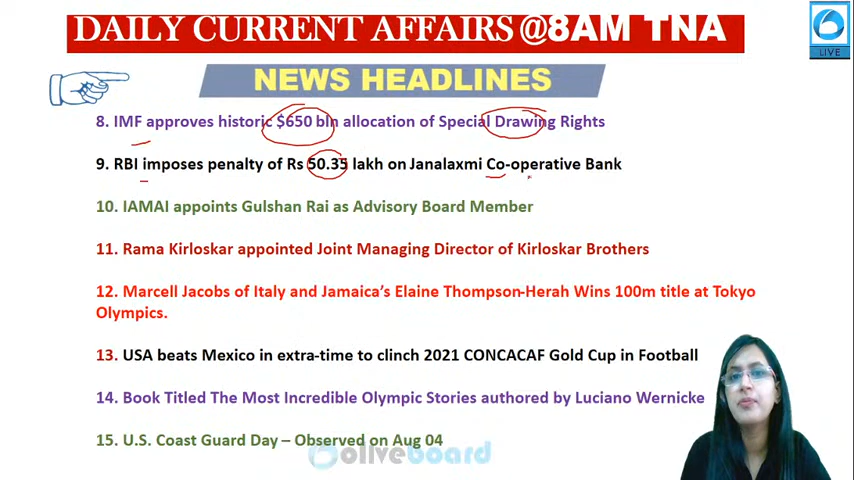 DAILY CURRENT AFFAIRS @8AM TNA
LIVE
NEWS HEADLINES
8. IMF approves historic $650 bln allocation of Special Drawing Rights
9. RBI imposes penalty of Rs 50.35 lakh on Janalaxmi Co-operative Bank
10. IAMAI appoints Gulshan Rai as Advisory Board Member
11. Rama Kirloskar appointed Joint Managing Director of Kirloskar Brothers
12. Marcell Jacobs of Italy and Jamaica's Elaine Thompson-Herah Wins 100m title at Tokyo
Olympics.
13. USA beats Mexico in extra-time to clinch 2021 CONCACAF Gold Cup in Football
14. Book Titled The Most Incredible Olympic Stories authored by Luciano Wernicke
15. U.S. Coast Guard Day – Observed on Aug 04
oliveboard